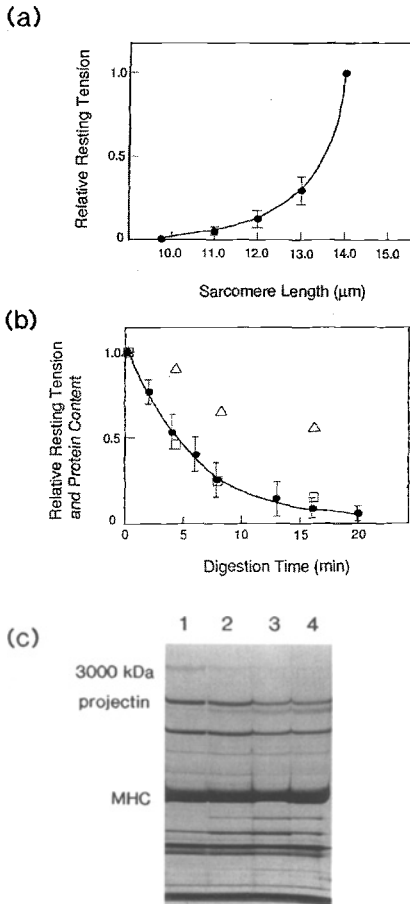 (a)
Relative Resting Tension
1.0
0.5
0
10.0 11.0 12.0 13.0 14.0 15.0
Sarcomere Length (μm)
(b)
Relative Resting Tension
and Protein Content
1.0
0.5
0
0 5 10 15 20
Digestion Time (min)
(c)
1 2 3 4
3000 kDa
projectin
MHC